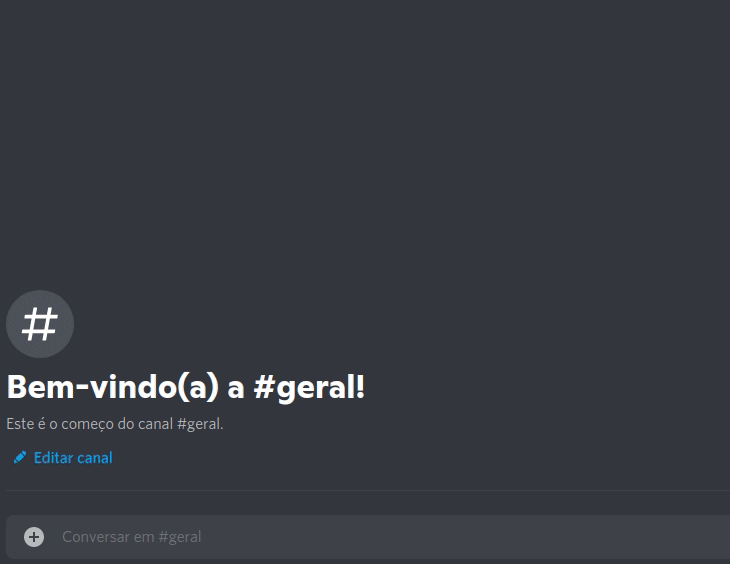 #
Bem-vindo(a) a #geral!
Este é o começo do canal #geral.
Editar canal
Conversar em #geral